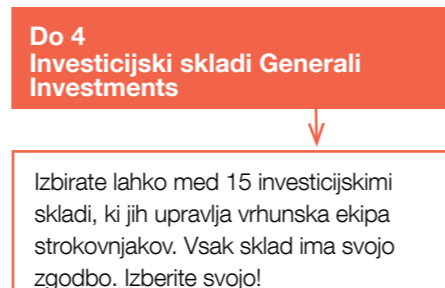 Do 4
Investicijski skladi Generali
Investments
Izbirate lahko med 15 investicijskimi
skladi, ki jih upravlja vrhunska ekipa
strokovnjakov. Vsak sklad ima svojo
zgodbo. Izberite svojo!